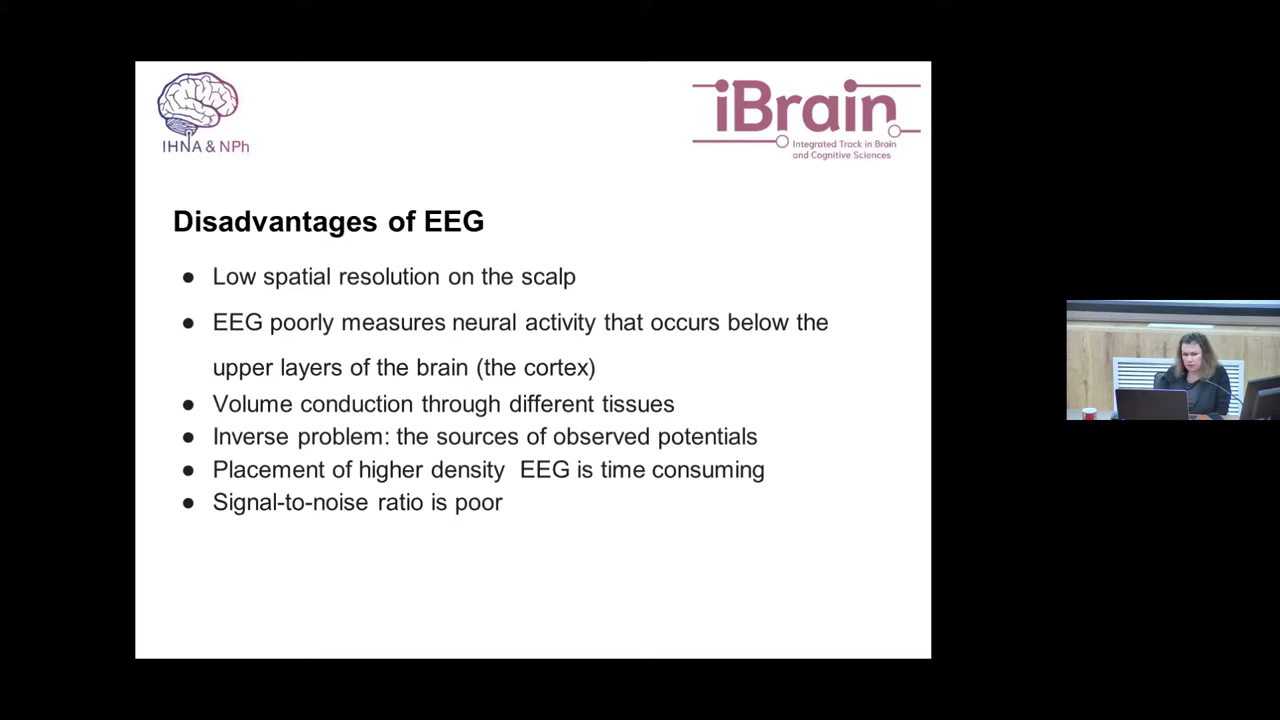 IHNA & NPh
iBrain
Integrated Track in Brain
and Cognitive Sciences
Disadvantages of EEG
● Low spatial resolution on the scalp
● EEG poorly measures neural activity that occurs below the
upper layers of the brain (the cortex)
● Volume conduction through different tissues
● Inverse problem: the sources of observed potentials
● Placement of higher density EEG is time consuming
● Signal-to-noise ratio is poor